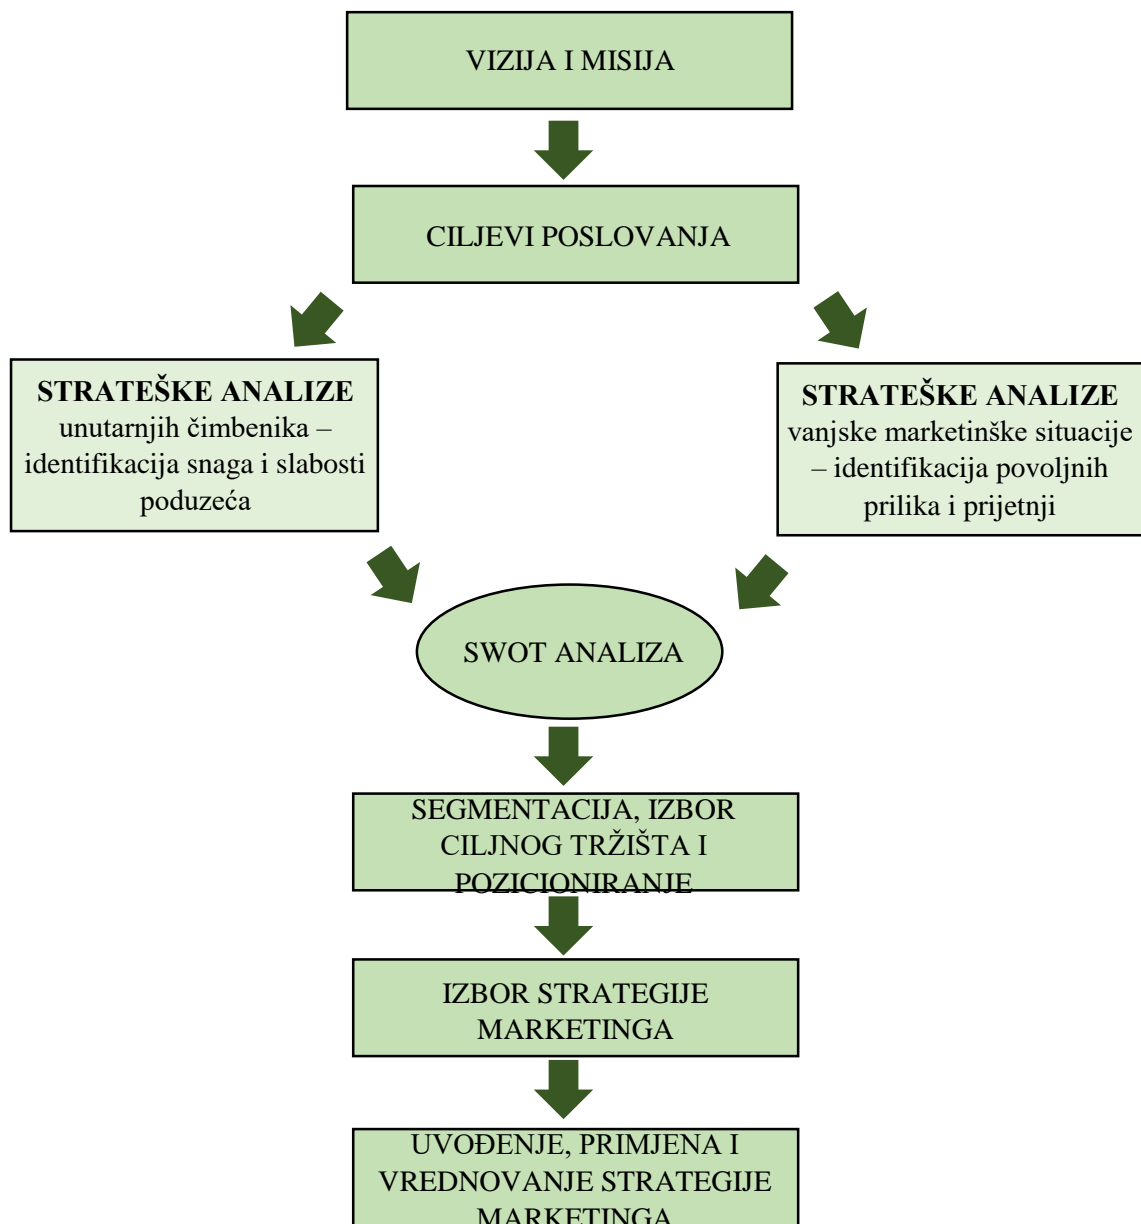 VIZIJA I MISIJA
CILJEVI POSLOVANJA
STRATEŠKE ANALIZE
unutarnjih čimbenika –
identifikacija snaga i slabosti
poduzeća
STRATEŠKE ANALIZE
vanjske marketinške situacije
– identifikacija povoljnih
prilika i prijetnji
SWOT ANALIZA
SEGMENTACIJA, IZBOR
CILJNOG TRŽIŠTA I
POZICIONIRANJE
IZBOR STRATEGIJE
MARKETINGA
UVOĐENJE, PRIMJENA I
VREDNOVANJE STRATEGIJE
MARKETINGA